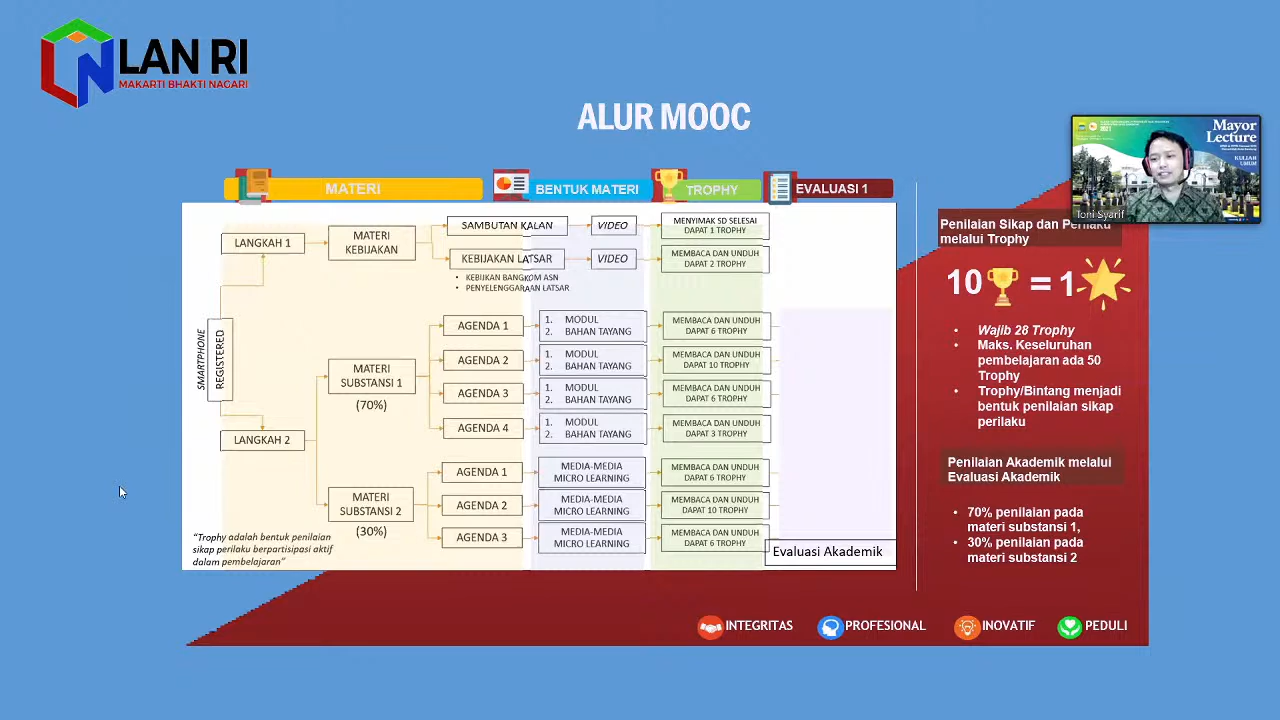 LAN RI
MAKARTI BHAKTI NAGARI
ALUR MOOC
MATERI
BENTUK MATERI
TROPHY
EVALUASI 1
LANGKAH 1
MATERI
KEBIJAKAN
SAMBUTAN KALAN
VIDEO
MENYIMAK SD SELESAI
DAPAT 1 TROPHY
KEBIJAKAN LATSAR
VIDEO
MEMBACA DAN UNDUH
DAPAT 2 TROPHY
• KEBIJKAN BANGKOM ASN
• PENYELENGGARAAN LATSAR
SMARTPHONE
REGISTERED
LANGKAH 2
MATERI
SUBSTANSI 1
(70%)
AGENDA 1
1. MODUL
2. BAHAN TAYANG
MEMBACA DAN UNDUH
DAPAT 6 TROPHY
AGENDA 2
1. MODUL
2. BAHAN TAYANG
MEMBACA DAN UNDUH
DAPAT 10 TROPHY
AGENDA 3
1. MODUL
2. BAHAN TAYANG
MEMBACA DAN UNDUH
DAPAT 6 TROPHY
AGENDA 4
1. MODUL
2. BAHAN TAYANG
MEMBACA DAN UNDUH
DAPAT 3 TROPHY
MATERI
SUBSTANSI 2
(30%)
AGENDA 1
MEDIA-MEDIA
MICRO LEARNING
MEMBACA DAN UNDUH
DAPAT 6 TROPHY
AGENDA 2
MEDIA-MEDIA
MICRO LEARNING
MEMBACA DAN UNDUH
DAPAT 10 TROPHY
AGENDA 3
MEDIA-MEDIA
MICRO LEARNING
MEMBACA DAN UNDUH
DAPAT 6 TROPHY
Evaluasi Akademik
"Trophy adalah bentuk penilaian
sikap perilaku berpartisipasi aktif
dalam pembelajaran"
Mayor
Lecture
KULIAH
UMUM
Toni Syarif
Penilaian Sikap dan Perilaku
melalui Trophy
10 = 1
• Wajib 28 Trophy
• Maks. Keseluruhan
pembelajaran ada 50
Trophy
• Trophy/Bintang menjadi
bentuk penilaian sikap
perilaku
Penilaian Akademik melalui
Evaluasi Akademik
• 70% penilaian pada
materi substansi 1,
• 30% penilaian pada
materi substansi 2
INTEGRITAS
PROFESIONAL
INOVATIF
PEDULI